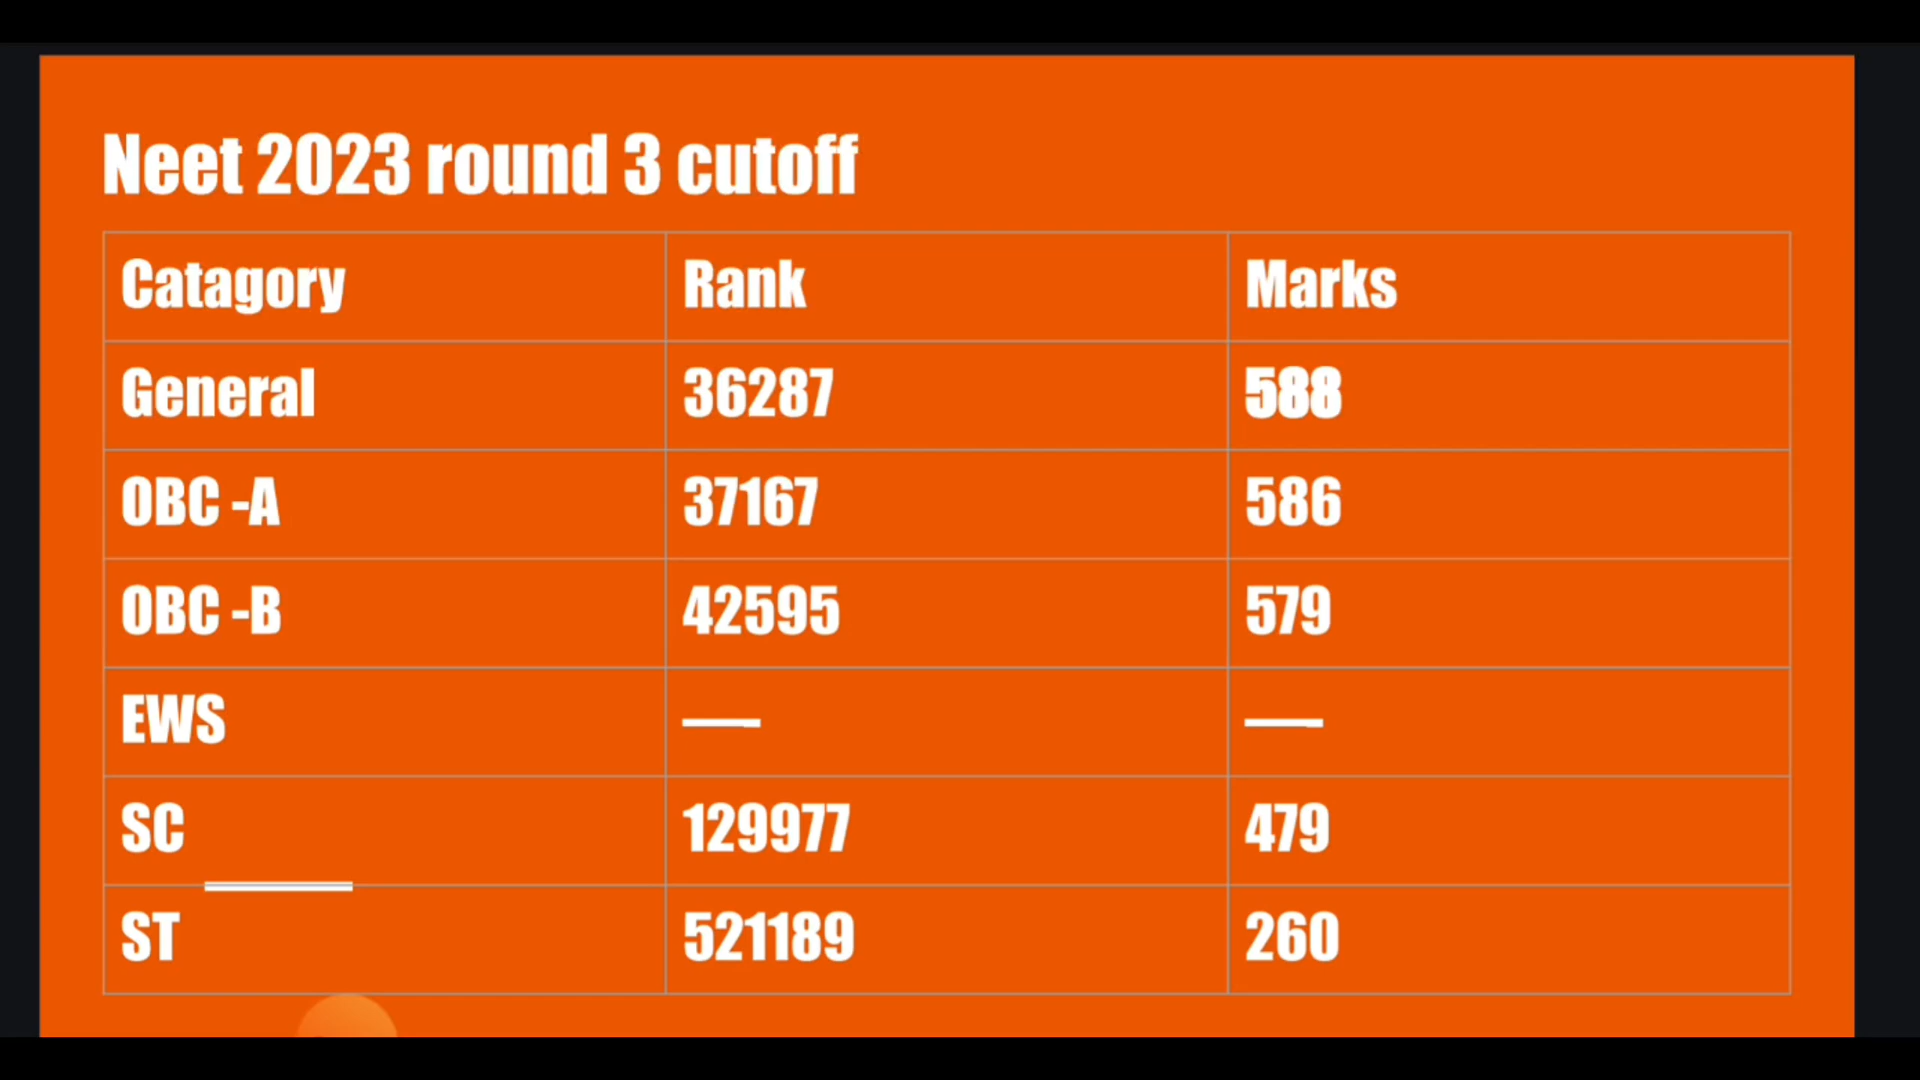 Neet 2023 round 3 cutoff
Catagory Rank Marks
General 36287 588
OBC -A 37167 586
OBC -B 42595 579
EWS — —
SC 129977 479
ST 521189 260